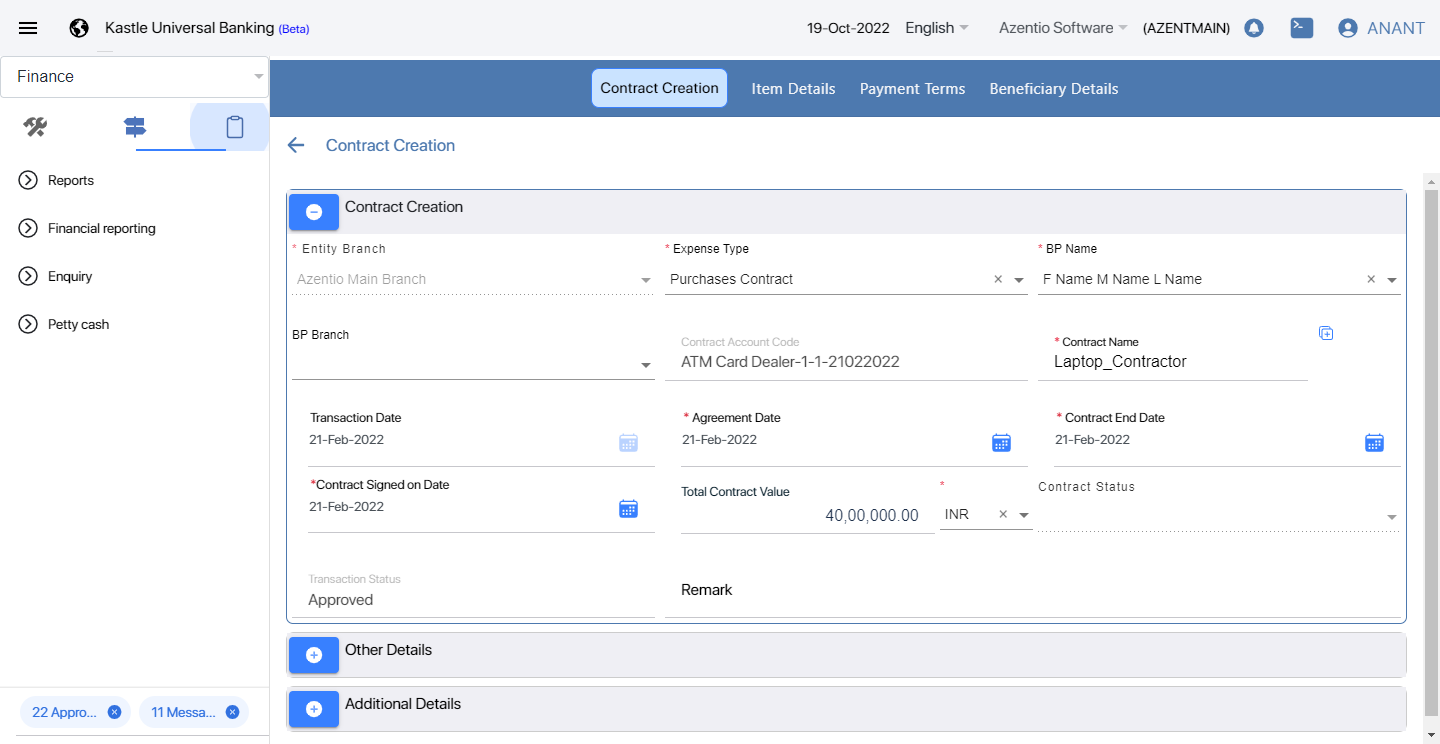 Kastle Universal Banking (Beta) 19-Oct-2022 English Azentio Software (AZENTMAIN) ANANT
Finance
Contract Creation Item Details Payment Terms Beneficiary Details
Contract Creation
Reports
Financial reporting
Enquiry
Petty cash
Contract Creation
* Entity Branch * Expense Type * BP Name
Azentio Main Branch Purchases Contract × F Name M Name L Name ×
BP Branch Contract Account Code * Contract Name
ATM Card Dealer-1-1-21022022 Laptop_Contractor
Transaction Date * Agreement Date * Contract End Date
21-Feb-2022 21-Feb-2022 21-Feb-2022
*Contract Signed on Date Total Contract Value * Contract Status
21-Feb-2022 40,00,000.00 INR ×
Transaction Status Remark
Approved
Other Details
Additional Details
22 Appro... 11 Messa...